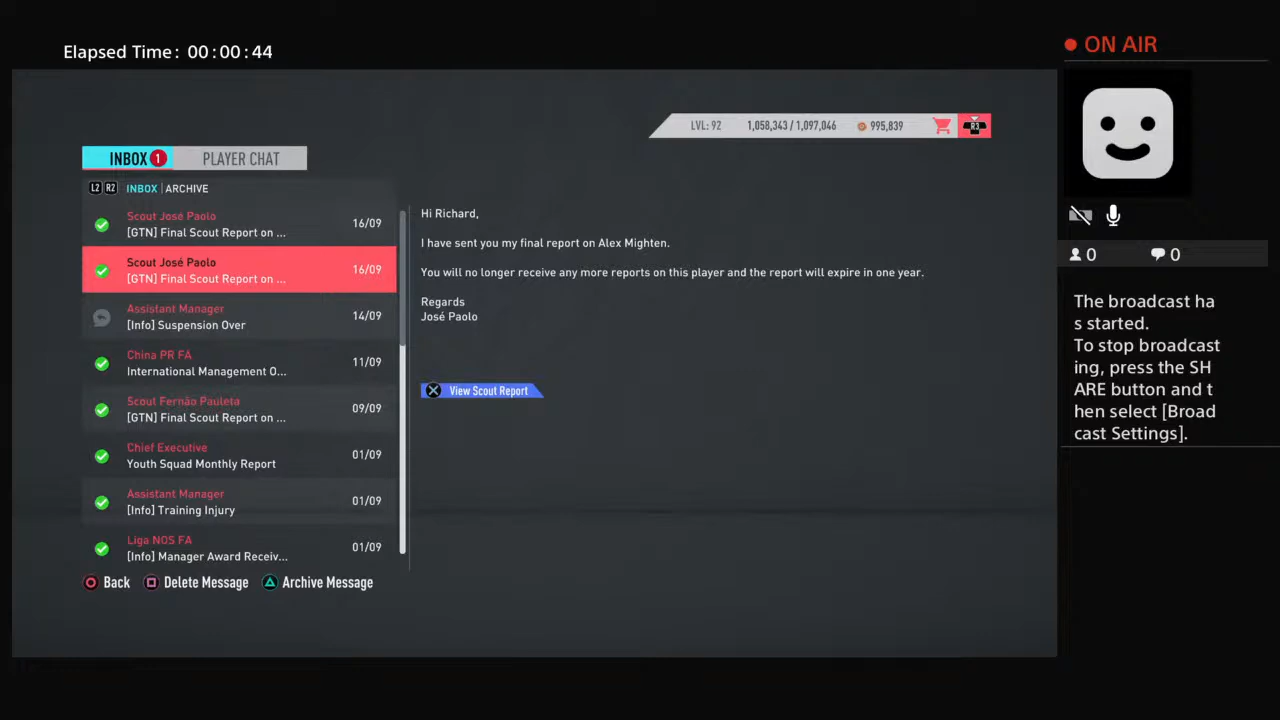 Elapsed Time: 00:00:44
ON AIR
LVL: 92 1,058,343 / 1,097,046 995,839 R3
INBOX 1 PLAYER CHAT
L2 R2 INBOX | ARCHIVE
Scout José Paolo
[GTN] Final Scout Report on ... 16/09
Scout José Paolo
[GTN] Final Scout Report on ... 16/09
Assistant Manager
[Info] Suspension Over 14/09
China PR FA
International Management O... 11/09
Scout Fernão Pauleta
[GTN] Final Scout Report on ... 09/09
Chief Executive
Youth Squad Monthly Report 01/09
Assistant Manager
[Info] Training Injury 01/09
Liga NOS FA
[Info] Manager Award Receiv... 01/09
Hi Richard,
I have sent you my final report on Alex Mighten.
You will no longer receive any more reports on this player and the report will expire in one year.
Regards
José Paolo
View Scout Report
Back Delete Message Archive Message
0 0
The broadcast ha
s started.
To stop broadcast
ing, press the SH
ARE button and t
hen select [Broad
cast Settings].